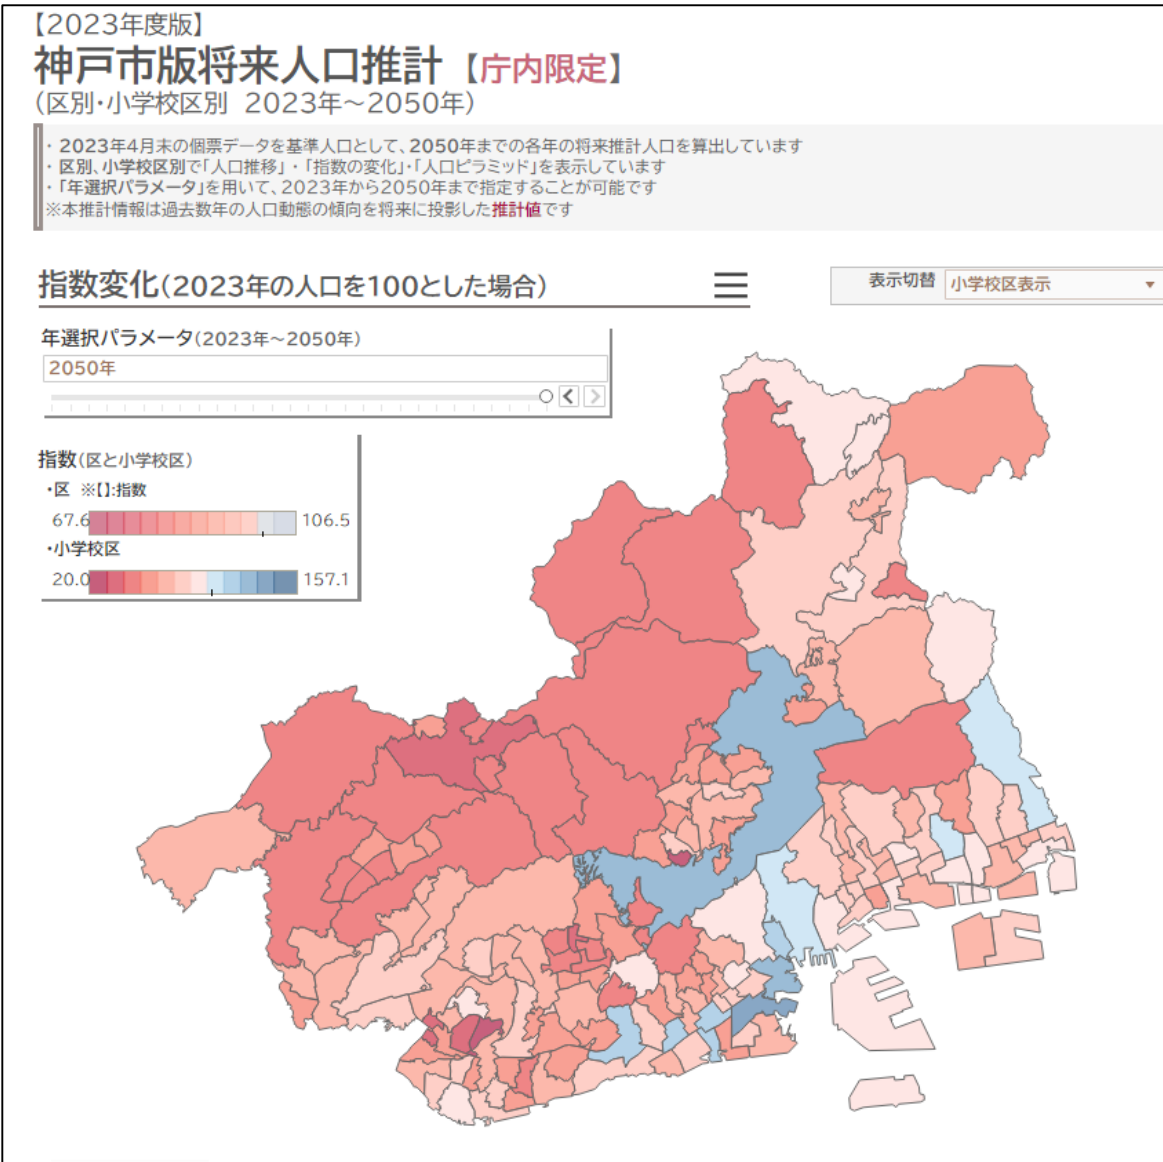 【2023年度版】
神戸市版将来人口推計【庁内限定】
（区別・小学校区別 2023年～2050年）
・2023年4月末の個票データを基準人口として、2050年までの各年の将来推計人口を算出しています
・区別、小学校区別で「人口推移」・「指数の変化」・「人口ピラミッド」を表示しています
・「年選択パラメータ」を用いて、2023年から2050年まで指定することが可能です
※本推計情報は過去数年の人口動態の傾向を将来に投影した推計値です
指数変化（2023年の人口を100とした場合）
表示切替 小学校区表示
年選択パラメータ（2023年～2050年）
2050年
指数（区と小学校区）
・区 ※【】:指数
67.6 106.5
・小学校区
20.0 157.1